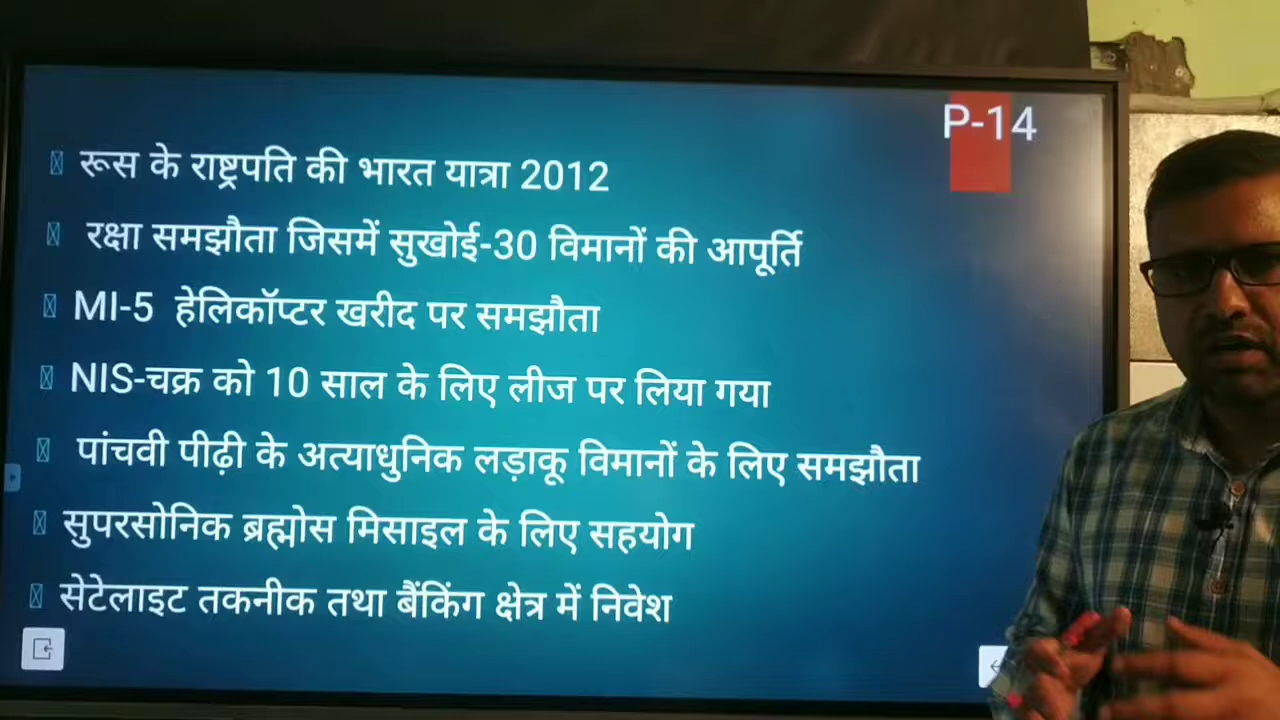 P-14
रूस के राष्ट्रपति की भारत यात्रा 2012
रक्षा समझौता जिसमें सुखोई-30 विमानों की आपूर्ति
MI-5 हेलिकॉप्टर खरीद पर समझौता
NIS-चक्र को 10 साल के लिए लीज पर लिया गया
पांचवी पीढ़ी के अत्याधुनिक लड़ाकू विमानों के लिए समझौता
सुपरसोनिक ब्रह्मोस मिसाइल के लिए सहयोग
सेटेलाइट तकनीक तथा बैंकिंग क्षेत्र में निवेश